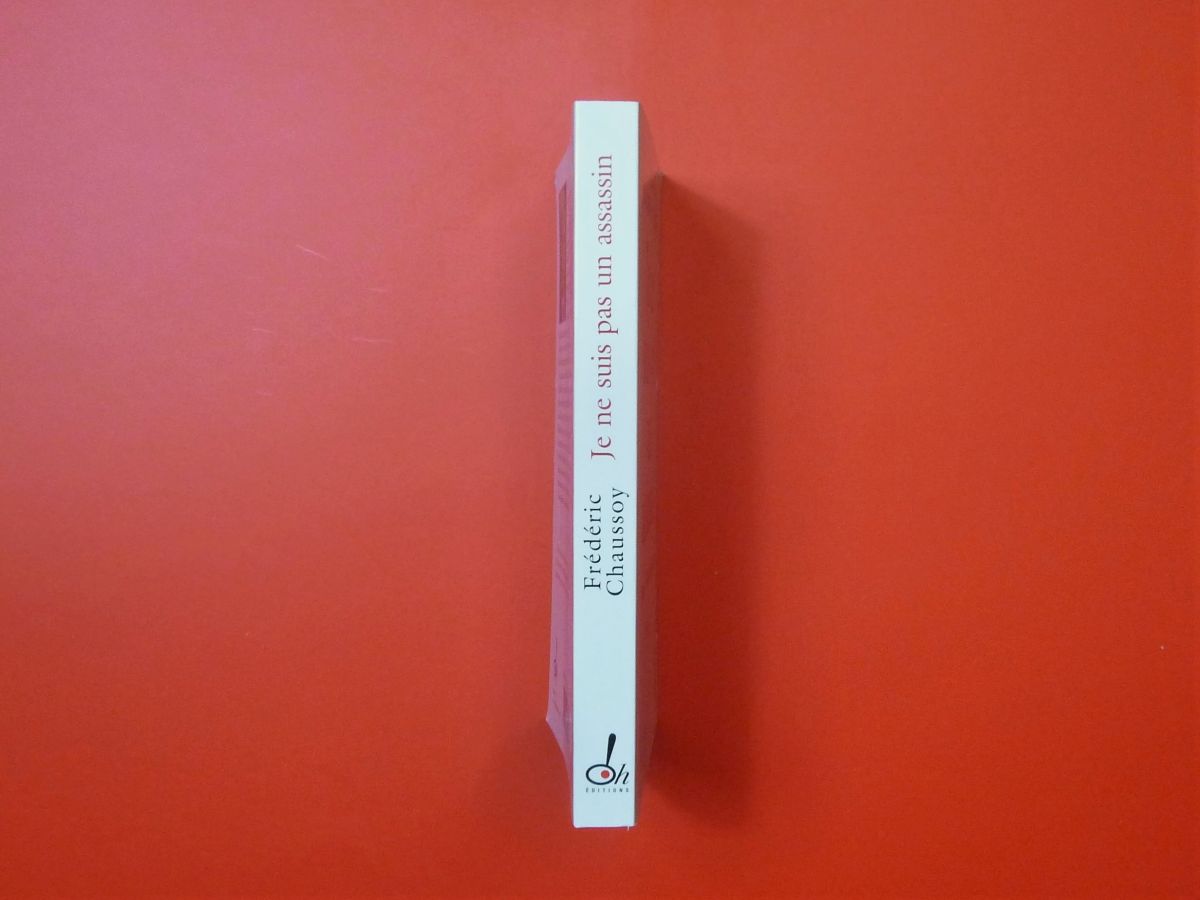 Frédéric
Chaussoy
Je ne suis pas un assassin
Oh
ÉDITIONS